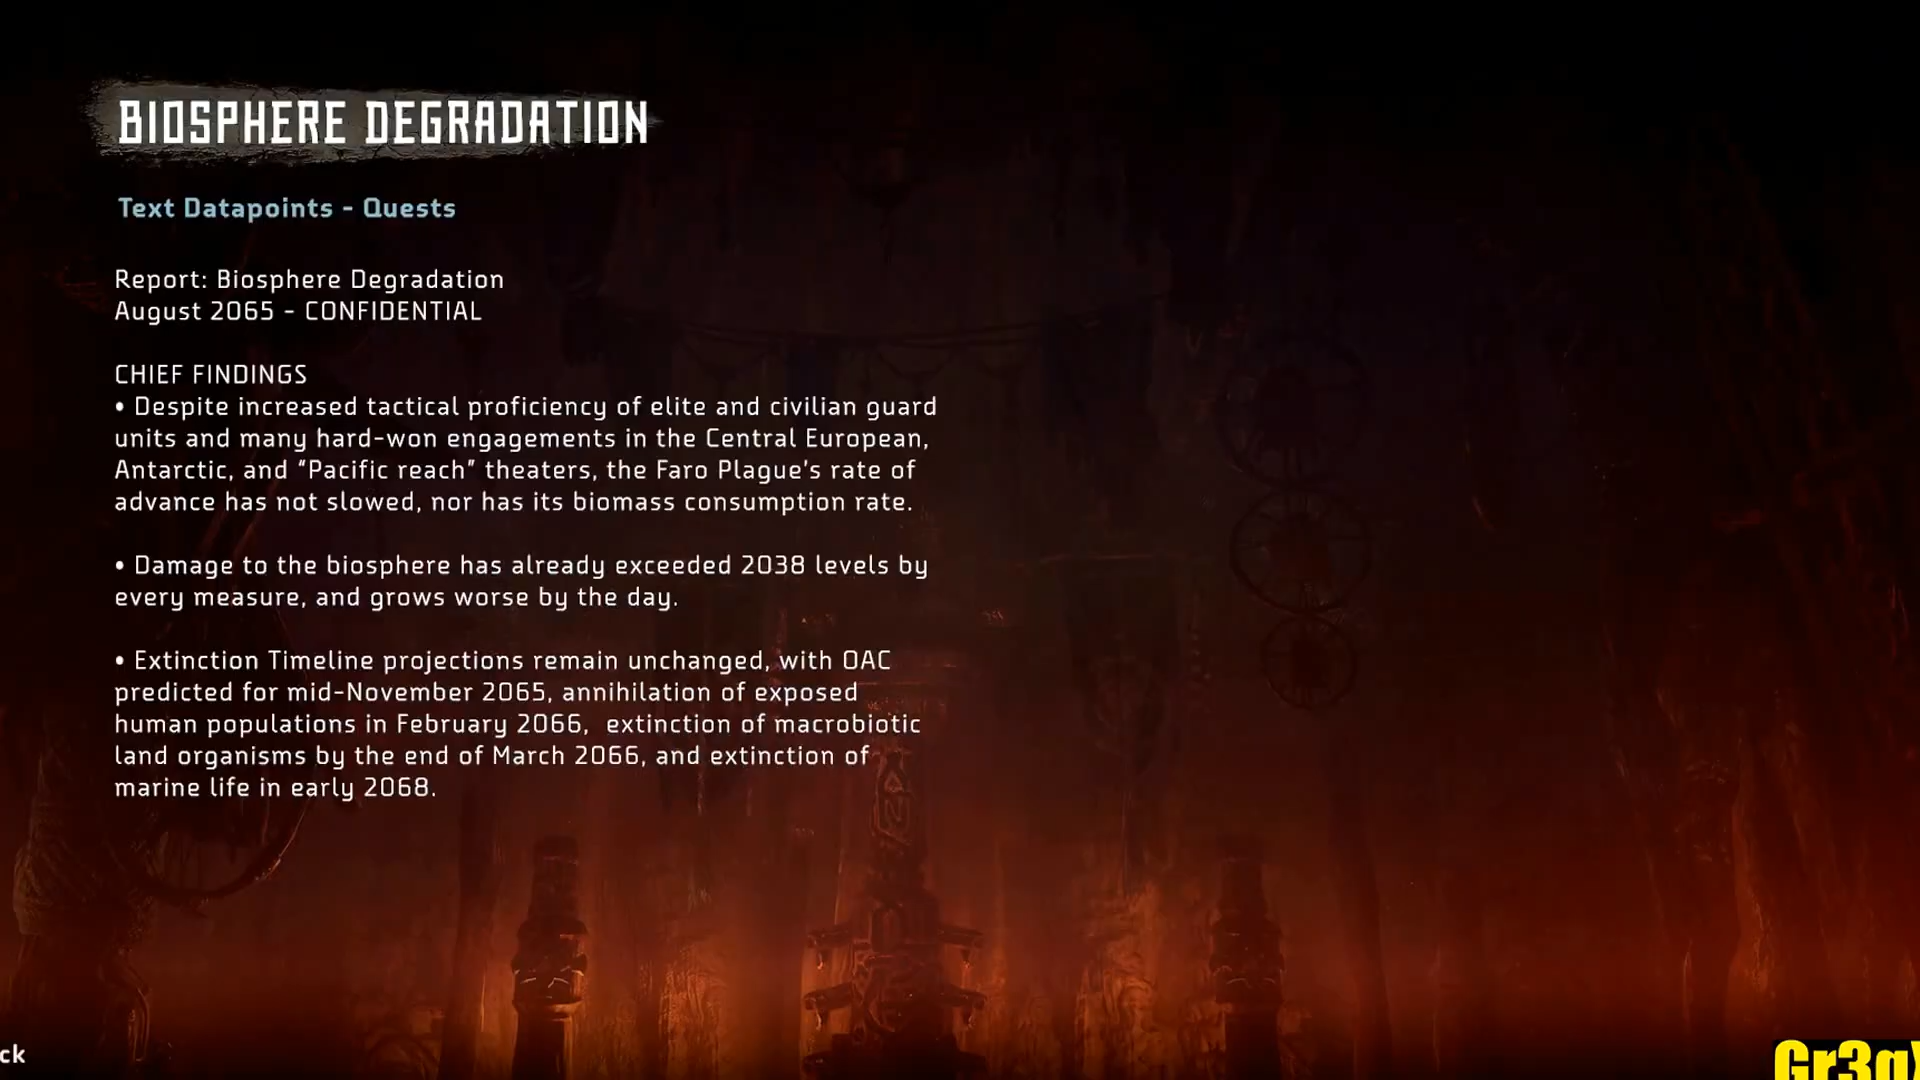 BIOSPHERE DEGRADATION
Text Datapoints - Quests
Report: Biosphere Degradation
August 2065 - CONFIDENTIAL
CHIEF FINDINGS
• Despite increased tactical proficiency of elite and civilian guard
units and many hard-won engagements in the Central European,
Antarctic, and “Pacific reach” theaters, the Faro Plague's rate of
advance has not slowed, nor has its biomass consumption rate.
• Damage to the biosphere has already exceeded 2038 levels by
every measure, and grows worse by the day.
• Extinction Timeline projections remain unchanged, with OAC
predicted for mid-November 2065, annihilation of exposed
human populations in February 2066,  extinction of macrobiotic
land organisms by the end of March 2066, and extinction of
marine life in early 2068.
ck